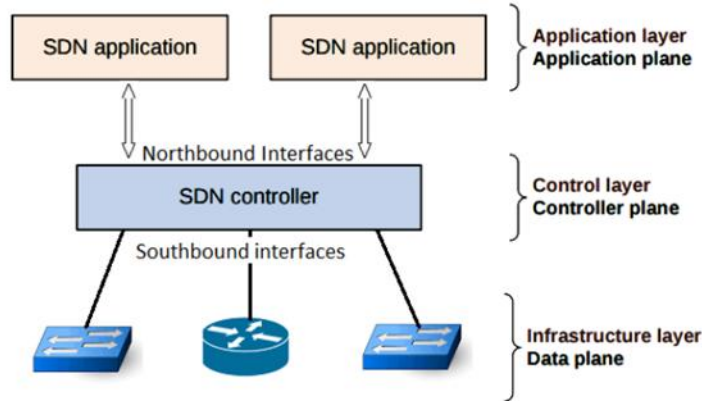 SDN application
SDN application
Application layer
Application plane
Northbound Interfaces
SDN controller
Control layer
Controller plane
Southbound interfaces
Infrastructure layer
Data plane